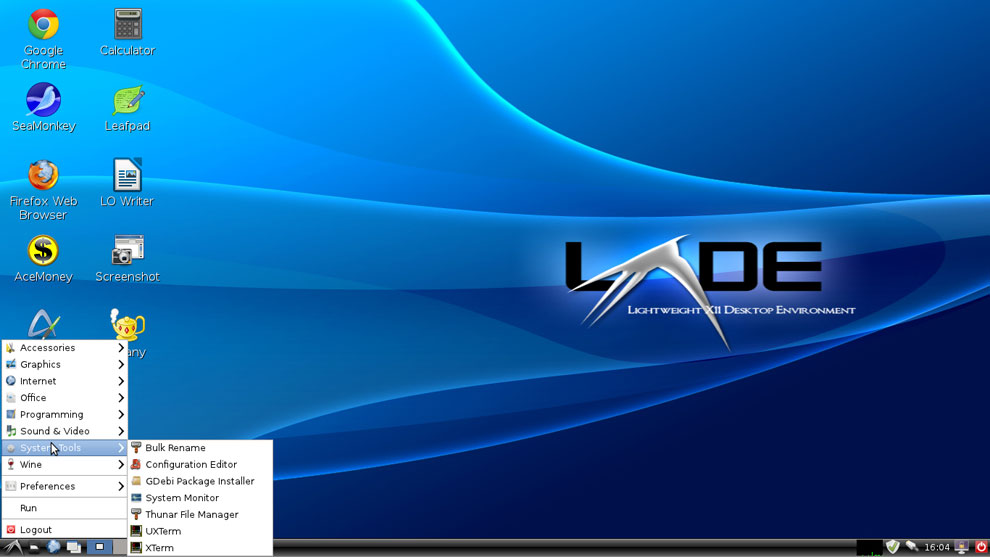 Google
Chrome
Calculator
SeaMonkey
Leafpad
Firefox Web
Browser
LO Writer
AceMoney
Screenshot
LXDE
Lightweight X11 Desktop Environment
Accessories
Graphics
Internet
Office
Programming
Sound & Video
System Tools
Wine
Preferences
Run
Logout
Bulk Rename
Configuration Editor
GDebi Package Installer
System Monitor
Thunar File Manager
UXTerm
XTerm
16:04